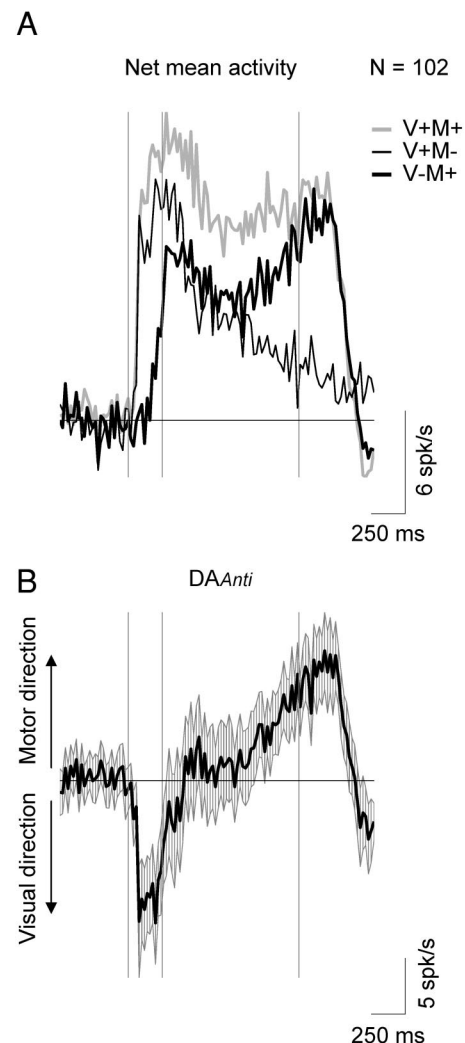 A
Net mean activity N = 102
V+M+
V+M-
V-M+
6 spk/s
250 ms
B
DAAnti
Motor direction
Visual direction
5 spk/s
250 ms